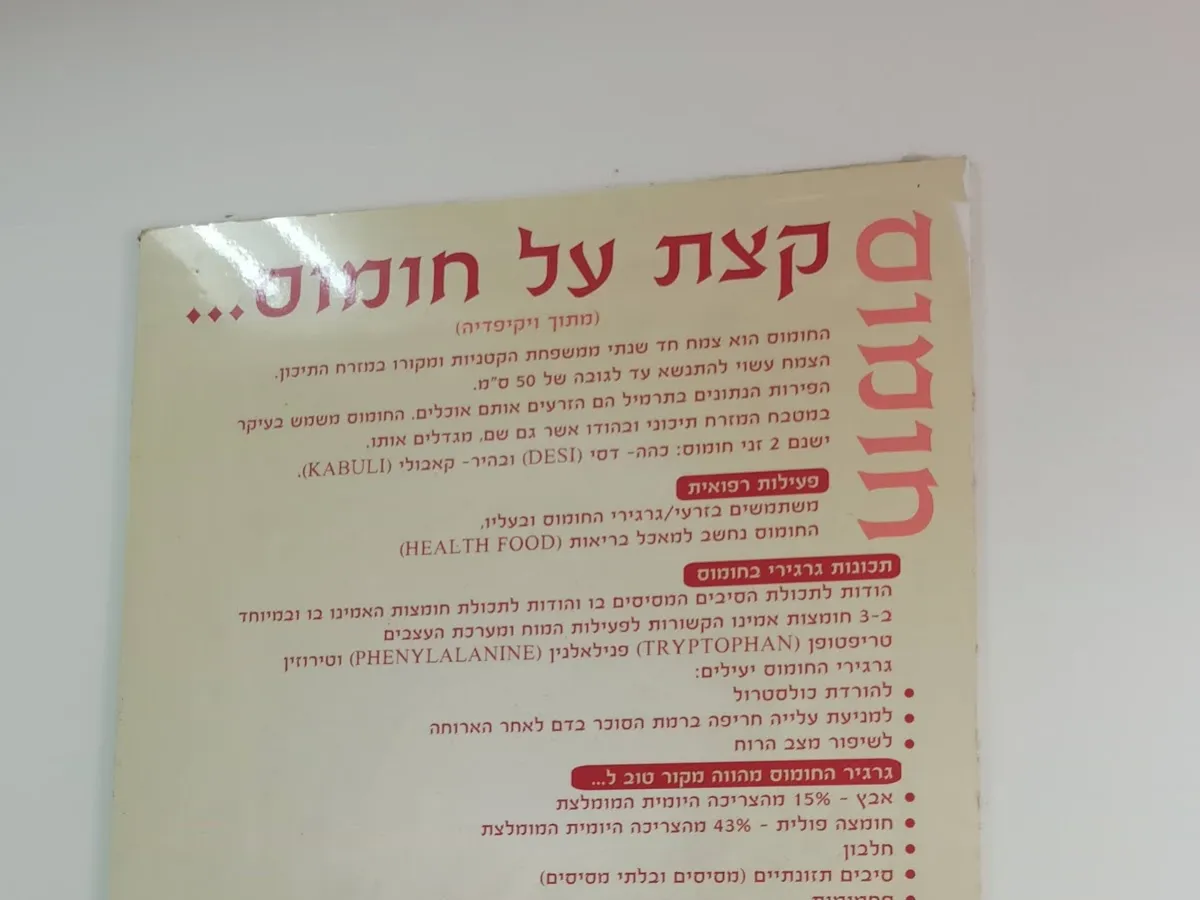 קצת על חומוס...
חומוס
(מתוך ויקיפדיה)
החומוס הוא צמח חד שנתי ממשפחת הקטניות ומקורו במזרח התיכון.
הצמח עשוי להתנשא עד לגובה של 50 ס"מ.
הפירות הנתונים בתרמיל הם הזרעים אותם אוכלים. החומוס משמש בעיקר
במטבח המזרח תיכוני ובהודו אשר גם שם, מגדלים אותו.
ישנם 2 זני חומוס: כהה- דסי (DESI) ובהיר- קאבולי (KABULI).
פעילות רפואית
משתמשים בזרעי/גרגירי החומוס ובעליו,
החומוס נחשב למאכל בריאות (HEALTH FOOD)
תכונות גרגירי בחומוס
הודות לתכולת הסיבים המסיסים בו והודות לתכולת חומצות האמינו בו ובמיוחד
ב-3 חומצות אמינו הקשורות לפעילות המוח ומערכת העצבים
טריפטופן (TRYPTOPHAN) פנילאלנין (PHENYLALANINE) וטירוזין
גרגירי החומוס יעילים:
• להורדת כולסטרול
• למניעת עלייה חריפה ברמת הסוכר בדם לאחר הארוחה
• לשיפור מצב הרוח
גרגיר החומוס מהווה מקור טוב ל...
• אבץ - 15% מהצריכה היומית המומלצת
• חומצה פולית - 43% מהצריכה היומית המומלצת
• חלבון
• סיבים תזונתיים (מסיסים ובלתי מסיסים)